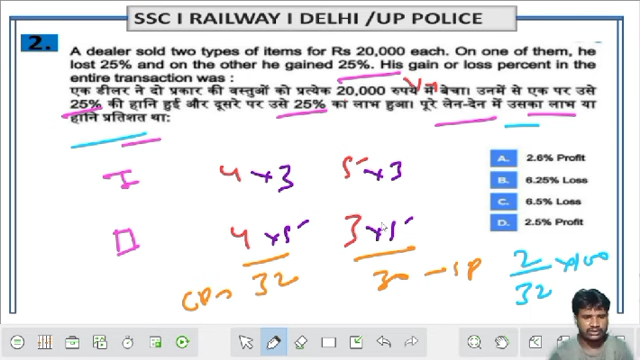 SSC I RAILWAY I DELHI /UP POLICE
2.
A dealer sold two types of items for Rs 20,000 each. On one of them, he
lost 25% and on the other he gained 25%. His gain or loss percent in the
entire transaction was :
एक डीलर ने दो प्रकार की वस्तुओं को प्रत्येक 20,000 रुपये में बेचा। उनमें से एक पर उसे
25% की हानि हुई और दूसरे पर उसे 25% का लाभ हुआ। पूरे लेन-देन में उसका लाभ या
हानि प्रतिशत था:
I 4 x 3 5 x 3
II 4 x 5 3 x 5
32 30 - SP
2/32 x 100
A. 2.6% Profit
B. 6.25% Loss
C. 6.5% Loss
D. 2.5% Profit